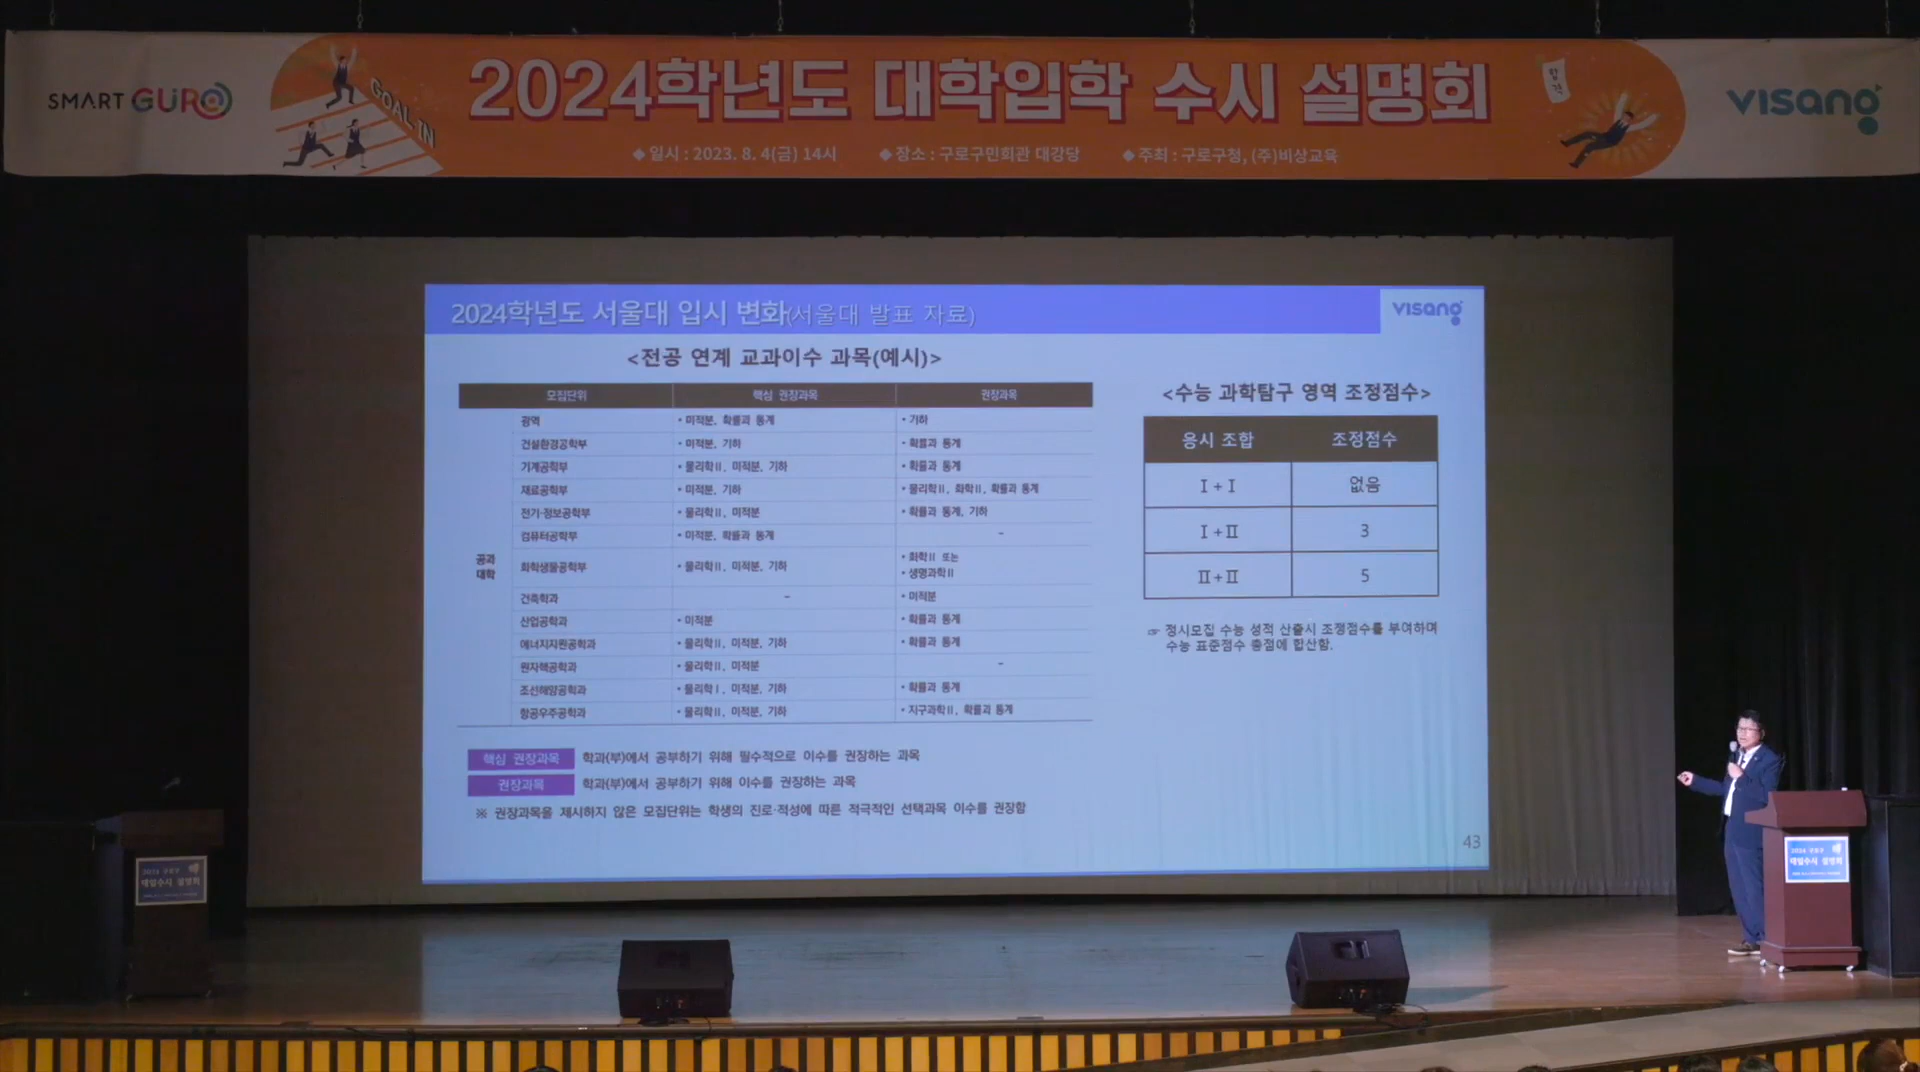 SMART GURO
GOAL-IN
2024학년도 대학입학 수시 설명회
합격
visang
◆ 일시 : 2023. 8. 4(금) 14시 ◆ 장소 : 구로구민회관 대강당 ◆ 주최 : 구로구청, (주)비상교육
2024학년도 서울대 입시 변화(서울대 발표 자료)
visang
<전공 연계 교과이수 과목(예시)>
모집단위 핵심 권장과목 권장과목
공과대학
광역 • 미적분, 확률과 통계 • 기하
건설환경공학부 • 미적분, 기하 • 확률과 통계
기계공학부 • 물리학II, 미적분, 기하 • 확률과 통계
재료공학부 • 미적분, 기하 • 물리학II, 화학II, 확률과 통계
전기·정보공학부 • 물리학II, 미적분 • 확률과 통계, 기하
컴퓨터공학부 • 미적분, 확률과 통계 -
화학생물공학부 • 물리학II, 미적분, 기하 • 화학II 또는
• 생명과학II
건축학과 - • 미적분
산업공학과 • 미적분 • 확률과 통계
에너지자원공학과 • 물리학II, 미적분, 기하 • 확률과 통계
원자핵공학과 • 물리학II, 미적분 -
조선해양공학과 • 물리학I, 미적분, 기하 • 확률과 통계
항공우주공학과 • 물리학II, 미적분, 기하 • 지구과학II, 확률과 통계
핵심 권장과목 학과(부)에서 공부하기 위해 필수적으로 이수를 권장하는 과목
권장과목 학과(부)에서 공부하기 위해 이수를 권장하는 과목
※ 권장과목을 제시하지 않은 모집단위는 학생의 진로·적성에 따른 적극적인 선택과목 이수를 권장함
<수능 과학탐구 영역 조정점수>
응시 조합 조정점수
I + I 없음
I + II 3
II + II 5
☞ 정시모집 수능 성적 산출시 조정점수를 부여하며
수능 표준점수 총점에 합산함.
43
2024 구로구
대입수시 설명회
2024 구로구
대입수시 설명회